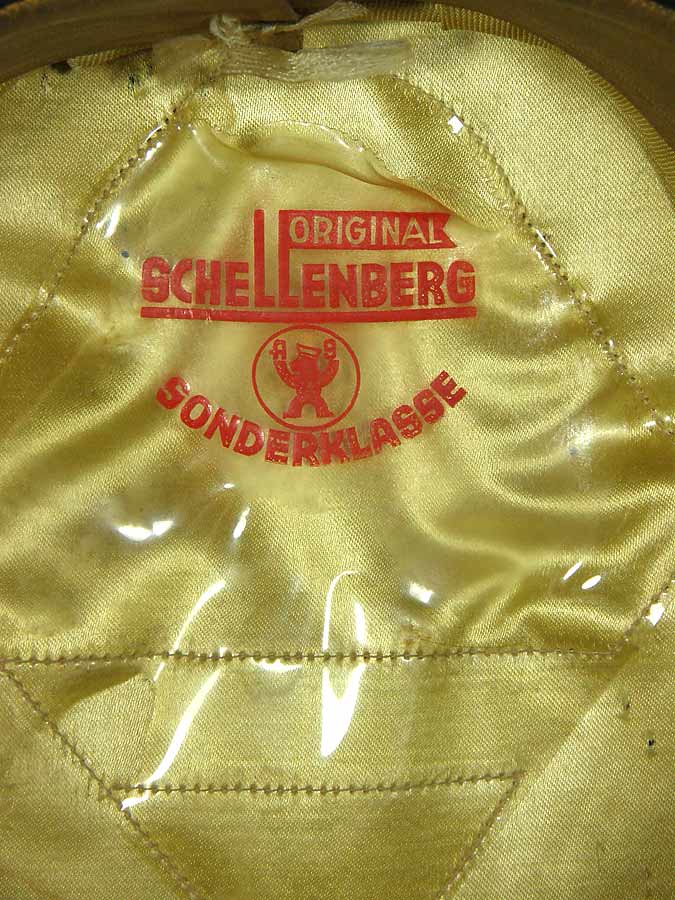 ORIGINAL
SCHELLENBERG
A S
SONDERKLASSE